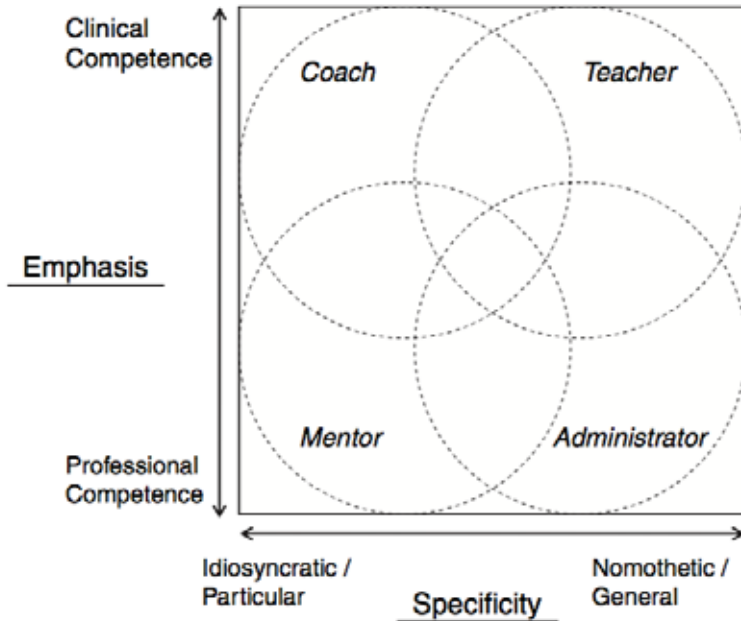 Clinical
Competence
Coach
Teacher
Emphasis
Mentor
Administrator
Professional
Competence
Idiosyncratic /
Particular
Nomothetic /
General
Specificity